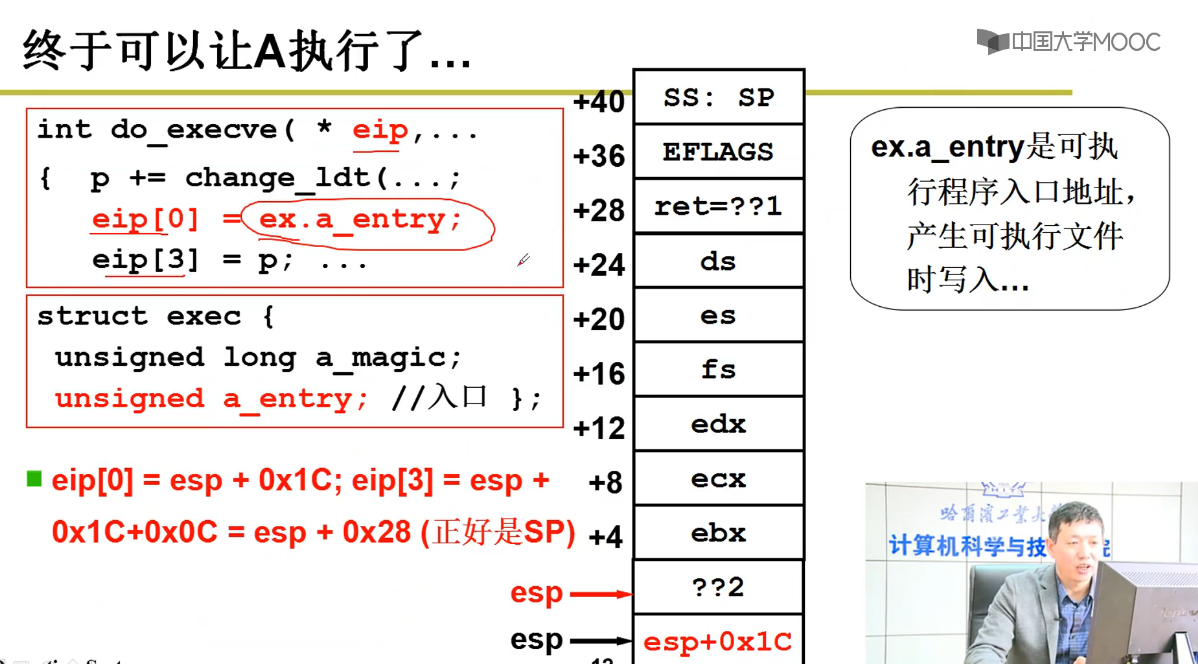 终于可以让A执行了...
中国大学MOOC
int do_execve( * eip,...
{ p += change_ldt(...;
eip[0] = ex.a_entry;
eip[3] = p; ...
struct exec {
unsigned long a_magic;
unsigned a_entry; //入口 };
eip[0] = esp + 0x1C; eip[3] = esp +
0x1C+0x0C = esp + 0x28 (正好是SP)
+40 SS: SP
+36 EFLAGS
+28 ret=??1
+24 ds
+20 es
+16 fs
+12 edx
+8 ecx
+4 ebx
esp ??2
esp esp+0x1C
ex.a_entry是可执
行程序入口地址，
产生可执行文件
时写入...
哈尔滨工业大
计算机科学与技 院